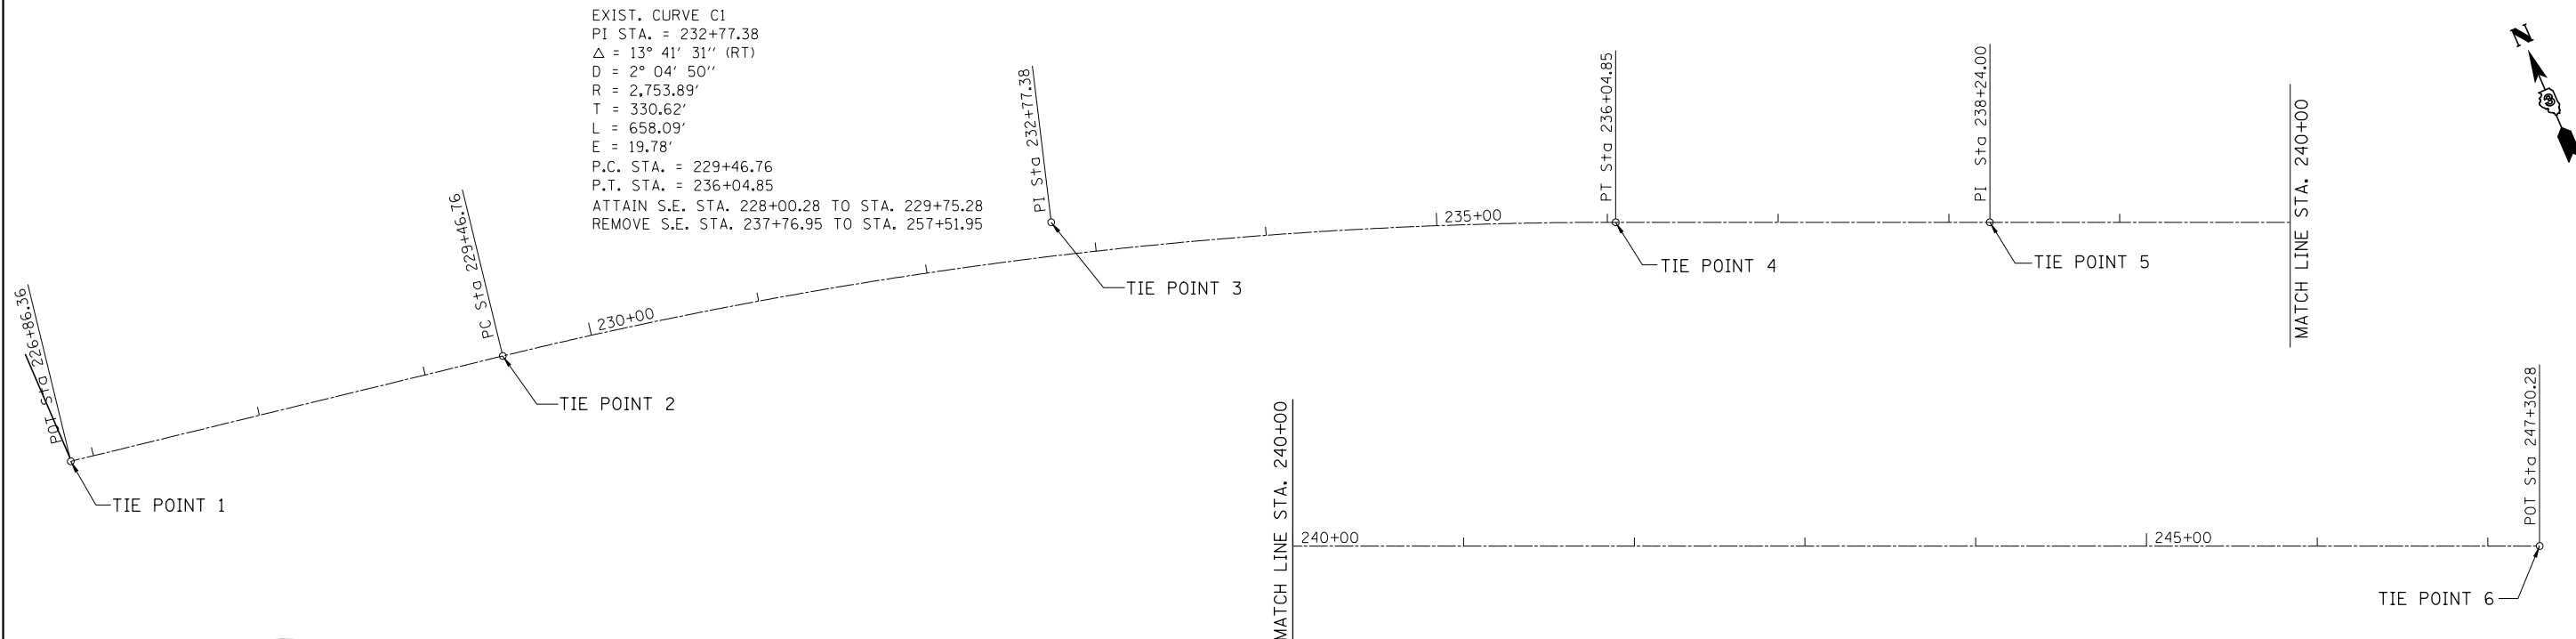 EXIST. CURVE C1
PI STA. = 232+77.38
Δ = 13° 41' 31'' (RT)
D = 2° 04' 50''
R = 2,753.89'
T = 330.62'
L = 658.09'
E = 19.78'
P.C. STA. = 229+46.76
P.T. STA. = 236+04.85
ATTAIN S.E. STA. 228+00.28 TO STA. 229+75.28
REMOVE S.E. STA. 237+76.95 TO STA. 257+51.95
POT Sta 226+86.36
TIE POINT 1
PC Sta 229+46.76
TIE POINT 2
230+00
PI Sta 232+77.38
TIE POINT 3
235+00
PT Sta 236+04.85
TIE POINT 4
PI Sta 238+24.00
TIE POINT 5
MATCH LINE STA. 240+00
N
MATCH LINE STA. 240+00
240+00
245+00
POT Sta 247+30.28
TIE POINT 6